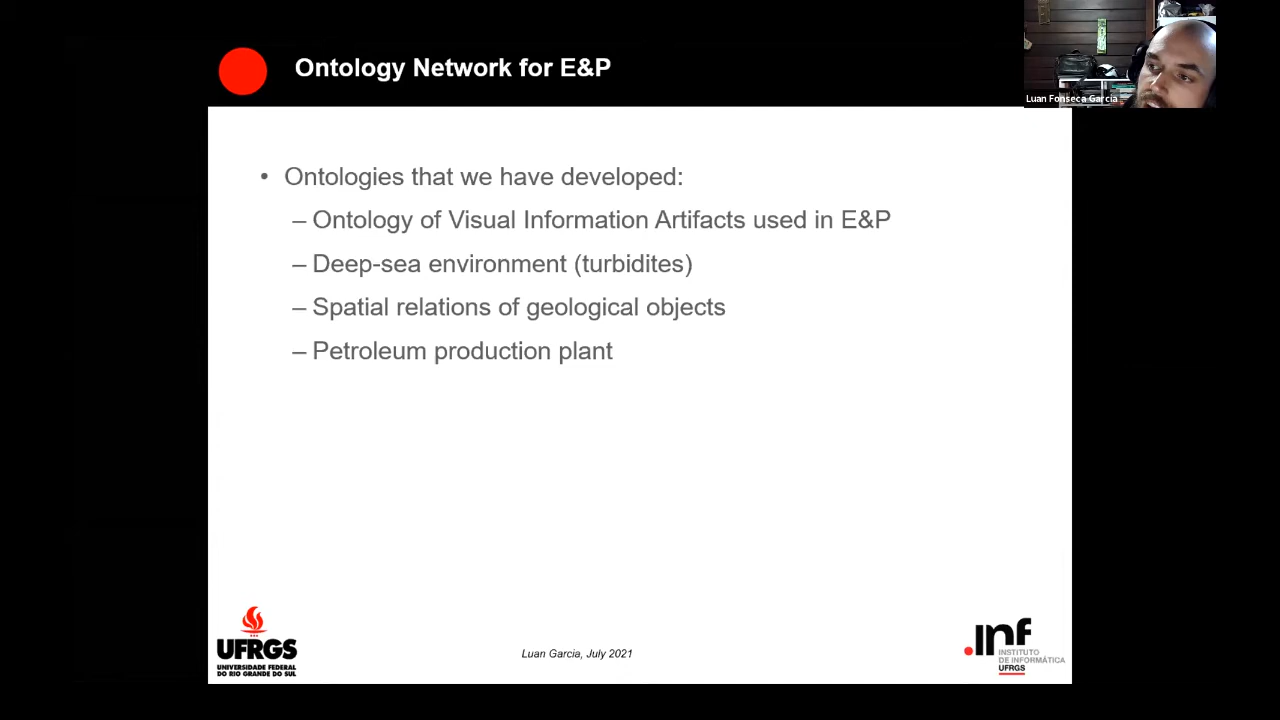 Ontology Network for E&P
Luan Fonseca Garcia
• Ontologies that we have developed:
– Ontology of Visual Information Artifacts used in E&P
– Deep-sea environment (turbidites)
– Spatial relations of geological objects
– Petroleum production plant
UFRGS
UNIVERSIDADE FEDERAL
DO RIO GRANDE DO SUL
Luan Garcia, July 2021
.inf
INSTITUTO
DE INFORMÁTICA
UFRGS